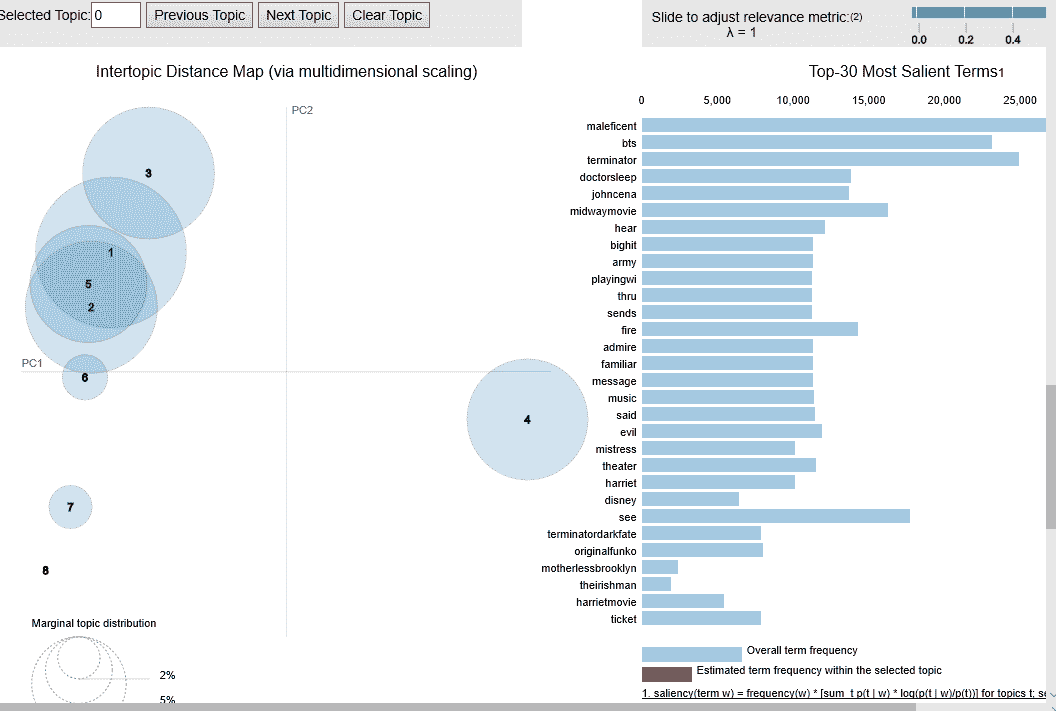 Selected Topic: 0 Previous Topic Next Topic Clear Topic
Slide to adjust relevance metric:(2)
λ = 1
0.0 0.2 0.4
Intertopic Distance Map (via multidimensional scaling)
PC2
PC1
3
1
5
2
6
4
7
8
Marginal topic distribution
2%
5%
Top-30 Most Salient Terms1
0 5,000 10,000 15,000 20,000 25,000
maleficent
bts
terminator
doctorsleep
johncena
midwaymovie
hear
bighit
army
playingwi
thru
sends
fire
admire
familiar
message
music
said
evil
mistress
theater
harriet
disney
see
terminatordarkfate
originalfunko
motherlessbrooklyn
theirishman
harrietmovie
ticket
Overall term frequency
Estimated term frequency within the selected topic
1. saliency(term w) = frequency(w) * [sum_t p(t | w) * log(p(t | w)/p(t))] for topics t; se